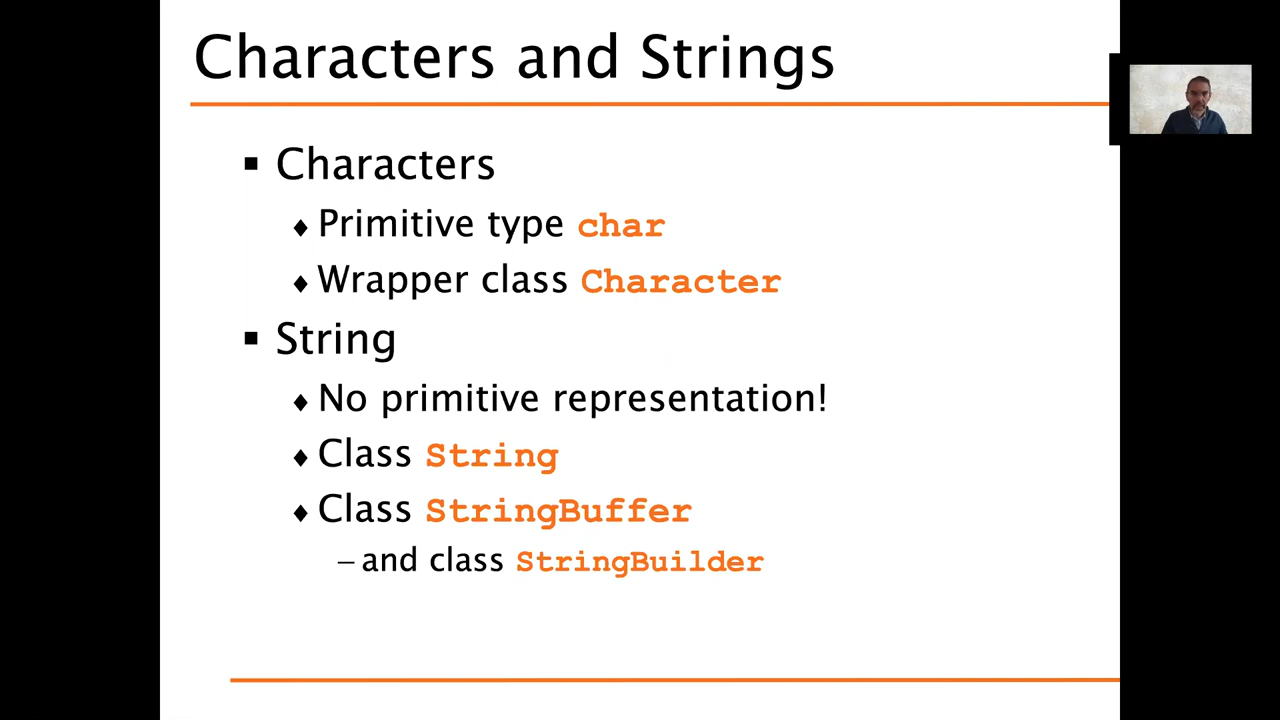 Characters and Strings
▪ Characters
♦ Primitive type char
♦ Wrapper class Character
▪ String
♦ No primitive representation!
♦ Class String
♦ Class StringBuffer
– and class StringBuilder